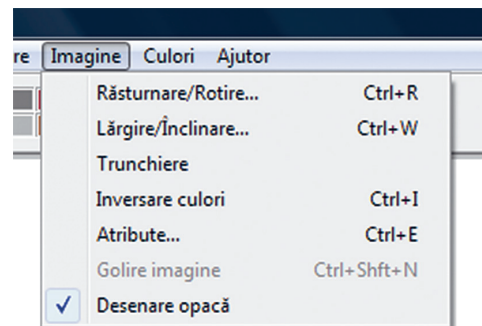 re Imagine Culori Ajutor
Răsturnare/Rotire... Ctrl+R
Lărgire/Înclinare... Ctrl+W
Trunchiere
Inversare culori Ctrl+I
Atribute... Ctrl+E
Golire imagine Ctrl+Shft+N
Desenare opacă